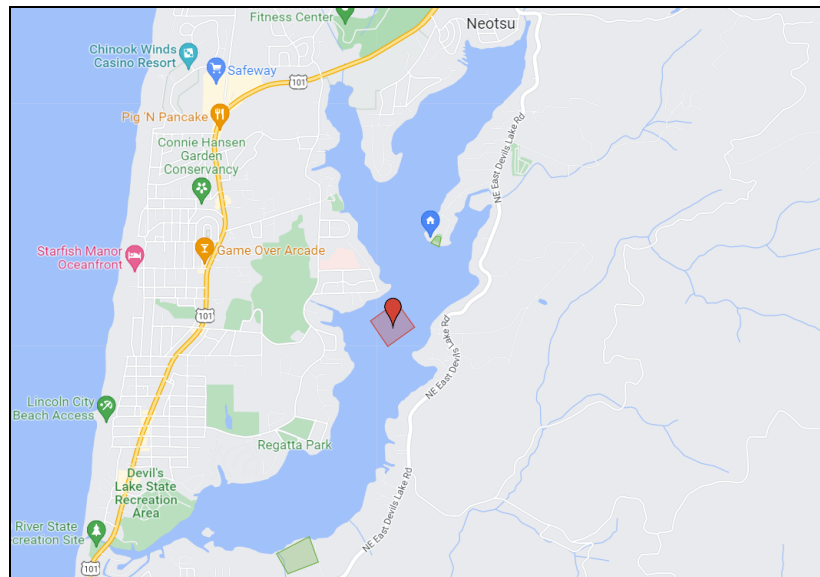 Neotsu
Fitness Center
Chinook Winds
Casino Resort
Safeway
101
Pig 'N Pancake
Connie Hansen
Garden
Conservancy
NE East Devils Lake Rd
Starfish Manor
Oceanfront
Game Over Arcade
101
NE East Devils Lake Rd
Lincoln City
Beach Access
Regatta Park
Devil's
Lake State
Recreation
Area
NE East Devils Lake Rd
River State
creation Site
101